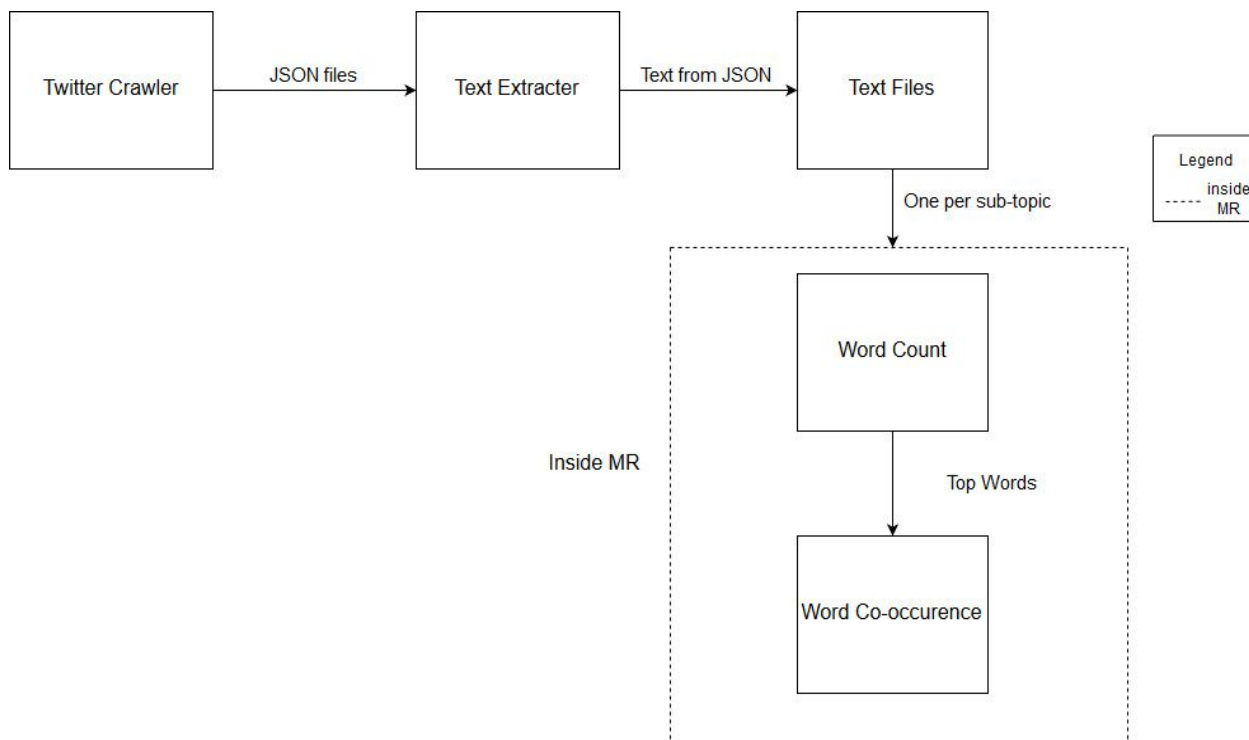 Twitter Crawler
JSON files
Text Extracter
Text from JSON
Text Files
Legend
inside
MR
One per sub-topic
Word Count
Inside MR
Top Words
Word Co-occurence